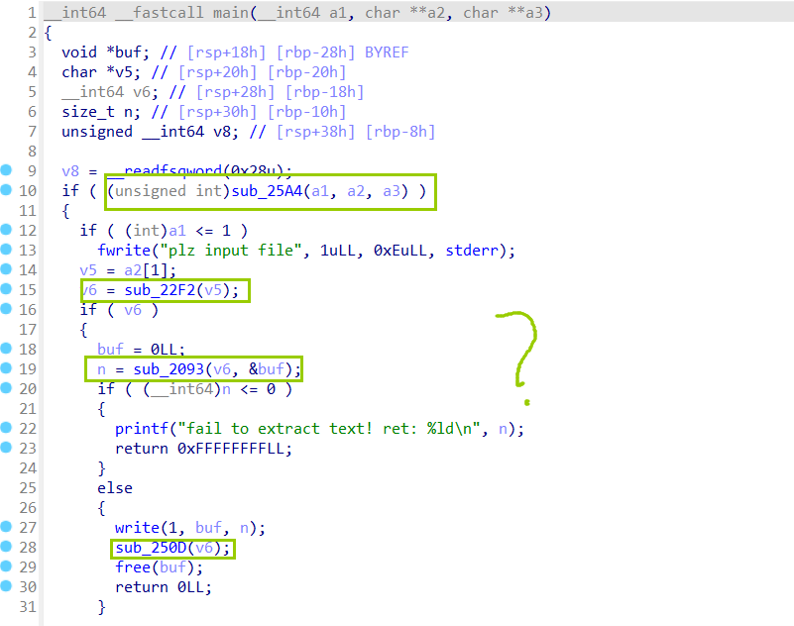 1 __int64 __fastcall main(__int64 a1, char **a2, char **a3)
2 {
3 void *buf; // [rsp+18h] [rbp-28h] BYREF
4 char *v5; // [rsp+20h] [rbp-20h]
5 __int64 v6; // [rsp+28h] [rbp-18h]
6 size_t n; // [rsp+30h] [rbp-10h]
7 unsigned __int64 v8; // [rsp+38h] [rbp-8h]
8
9 v8 = __readfsqword(0x28u);
10 if ( (unsigned int)sub_25A4(a1, a2, a3) )
11 {
12 if ( (int)a1 <= 1 )
13 fwrite("plz input file", 1uLL, 0xEuLL, stderr);
14 v5 = a2[1];
15 v6 = sub_22F2(v5);
16 if ( v6 )
17 {
18 buf = 0LL;
19 n = sub_2093(v6, &buf);
20 if ( (__int64)n <= 0 )
21 {
22 printf("fail to extract text! ret: %ld\n", n);
23 return 0xFFFFFFFFLL;
24 }
25 else
26 {
27 write(1, buf, n);
28 sub_250D(v6);
29 free(buf);
30 return 0LL;
31 }
?